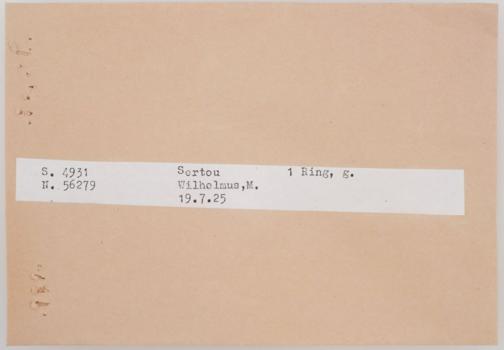 S. 4931 Sertou 1 Ring, g.
N. 56279 Wilhelmus,M.
19.7.25